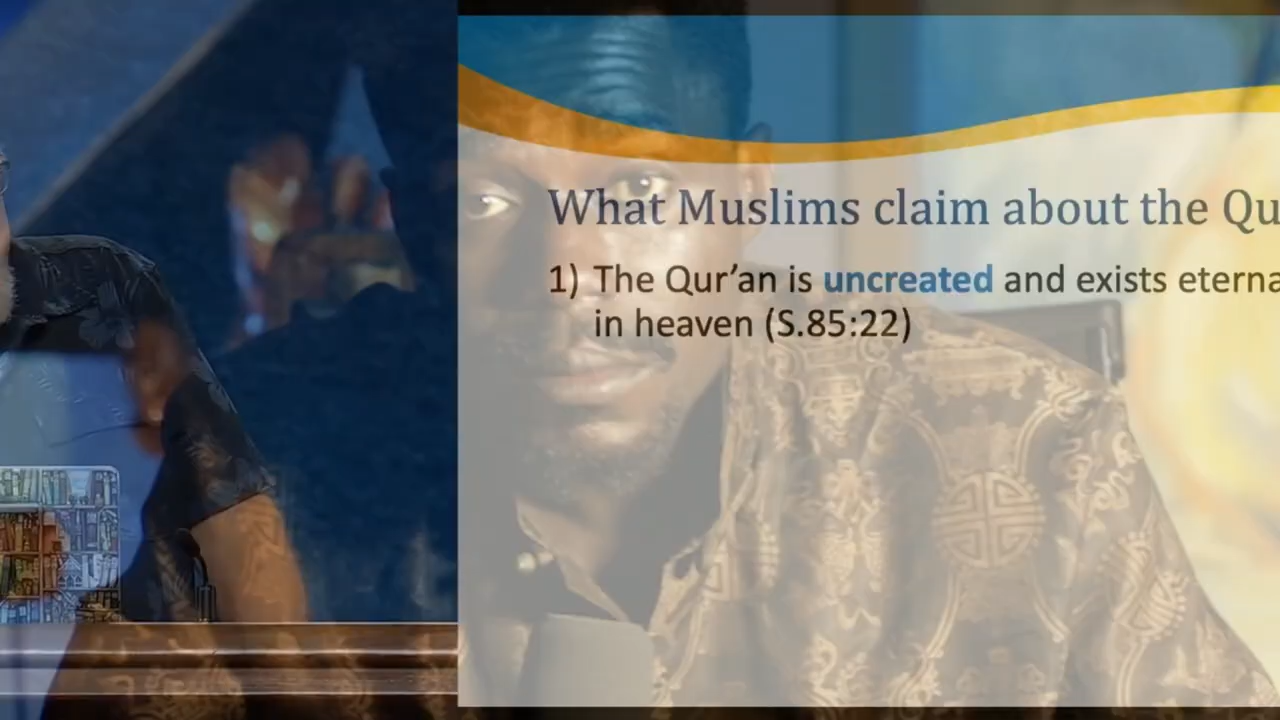 What Muslims claim about the Qu
1) The Qur’an is uncreated and exists eterna
in heaven (S.85:22)